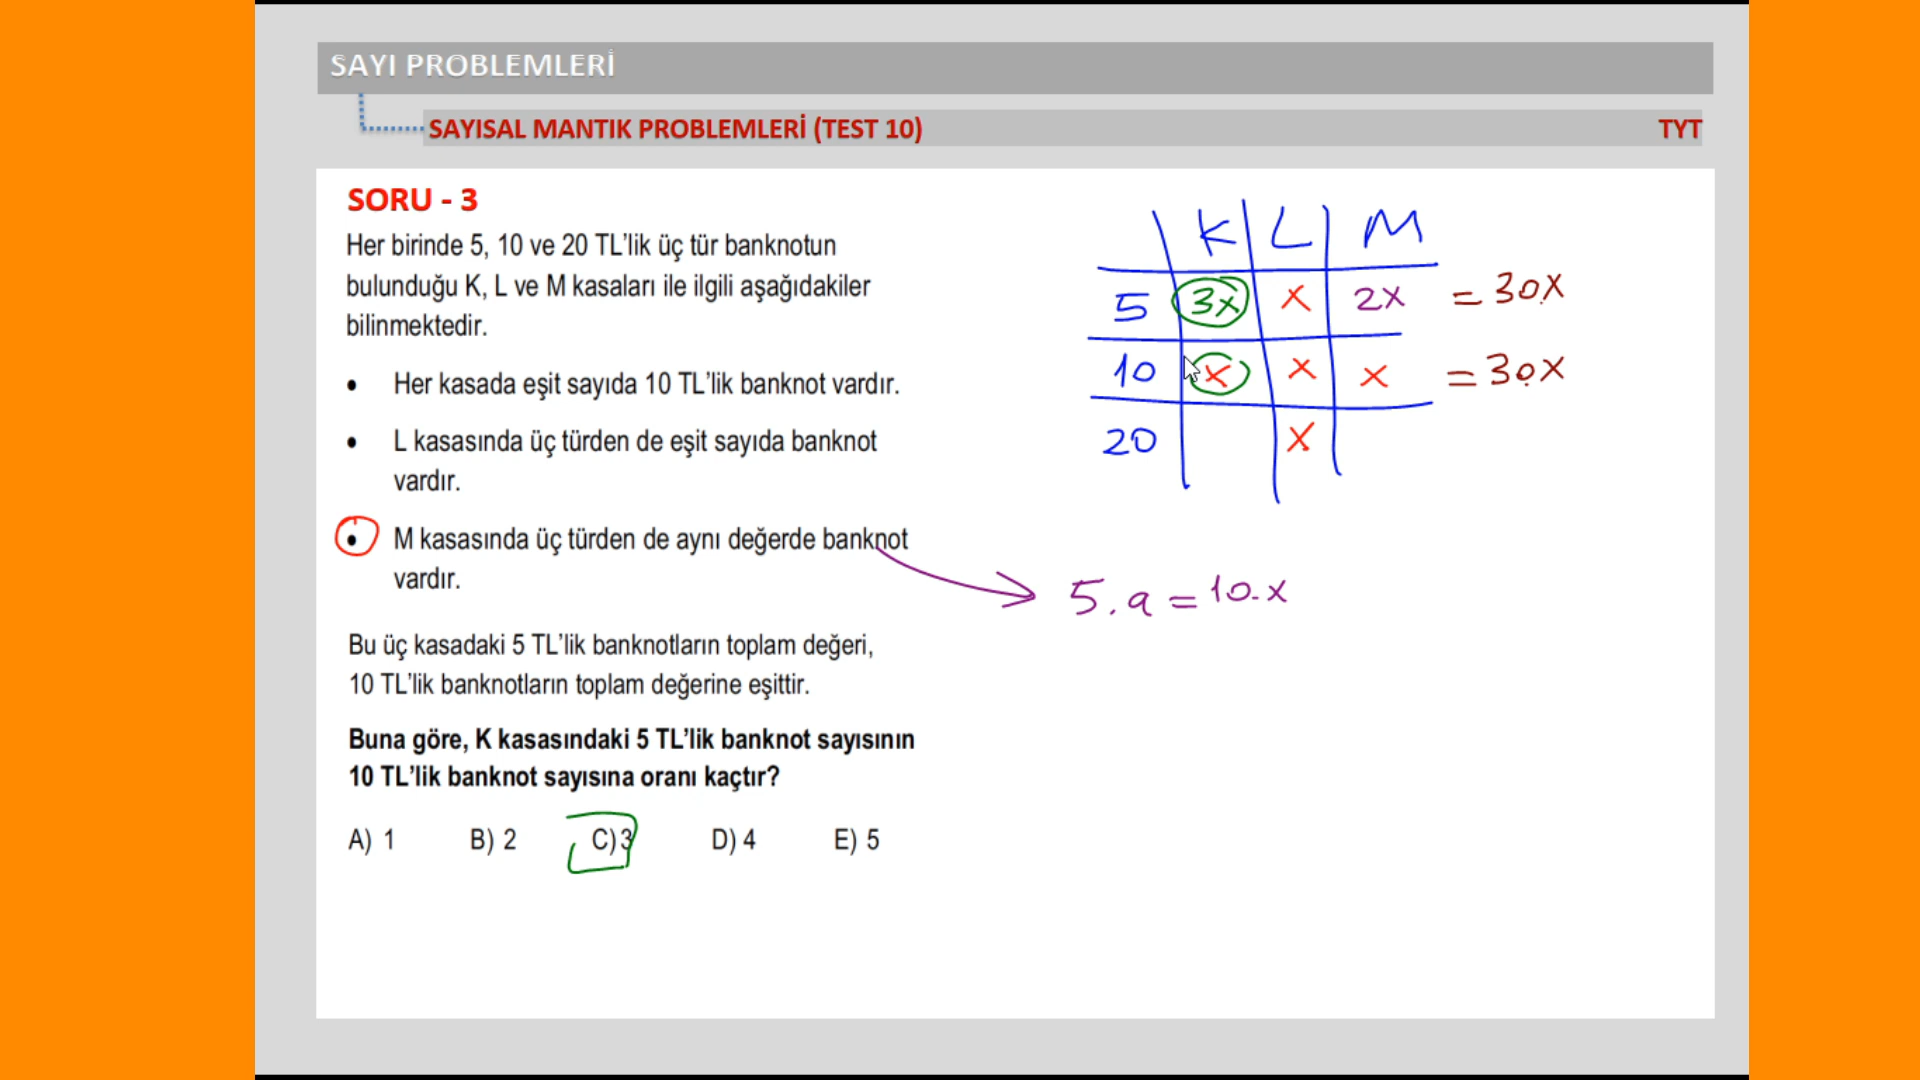 SAYI PROBLEMLERİ
SAYISAL MANTIK PROBLEMLERİ (TEST 10) TYT
SORU - 3
Her birinde 5, 10 ve 20 TL'lik üç tür banknotun
bulunduğu K, L ve M kasaları ile ilgili aşağıdakiler
bilinmektedir.
• Her kasada eşit sayıda 10 TL'lik banknot vardır.
• L kasasında üç türden de eşit sayıda banknot
vardır.
• M kasasında üç türden de aynı değerde banknot
vardır.
Bu üç kasadaki 5 TL'lik banknotların toplam değeri,
10 TL'lik banknotların toplam değerine eşittir.
Buna göre, K kasasındaki 5 TL'lik banknot sayısının
10 TL'lik banknot sayısına oranı kaçtır?
A) 1 B) 2 C) 3 D) 4 E) 5
K L M
5 3x x 2x = 30.x
10 x x x = 30.x
20 x
5.a = 10.x